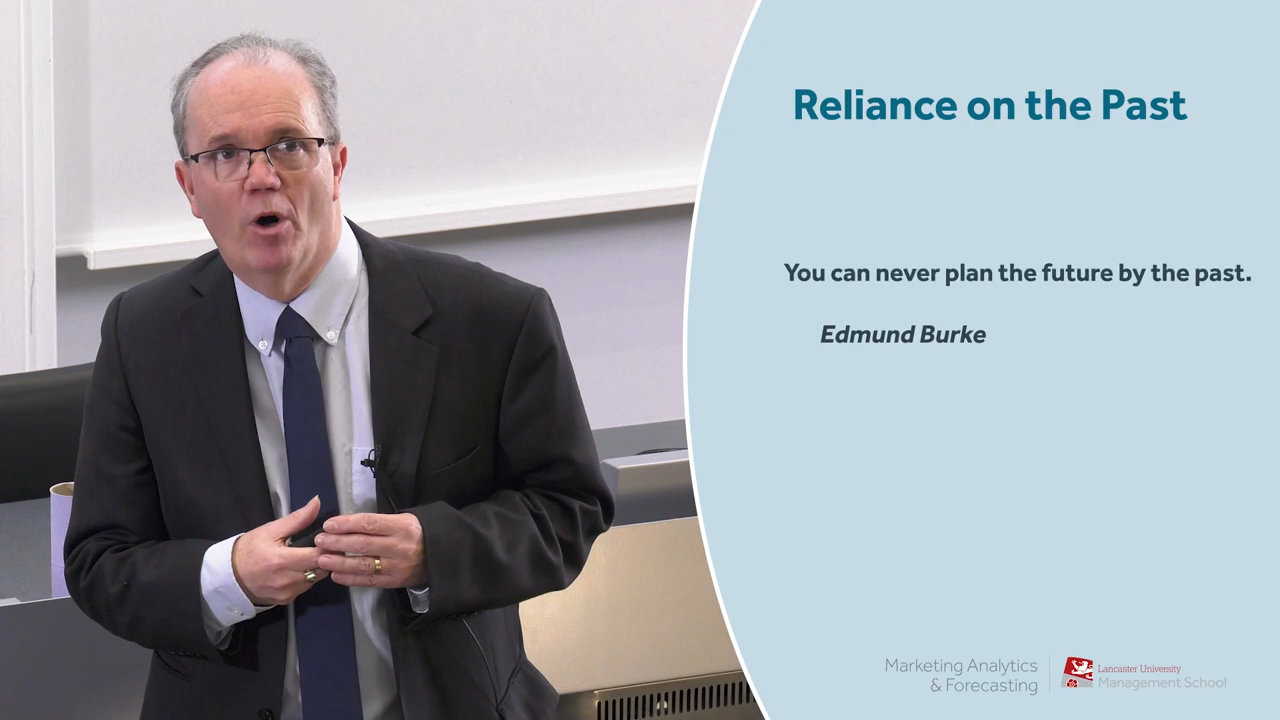 Reliance on the Past
You can never plan the future by the past.
Edmund Burke
Marketing Analytics
& Forecasting
Lancaster University
Management School